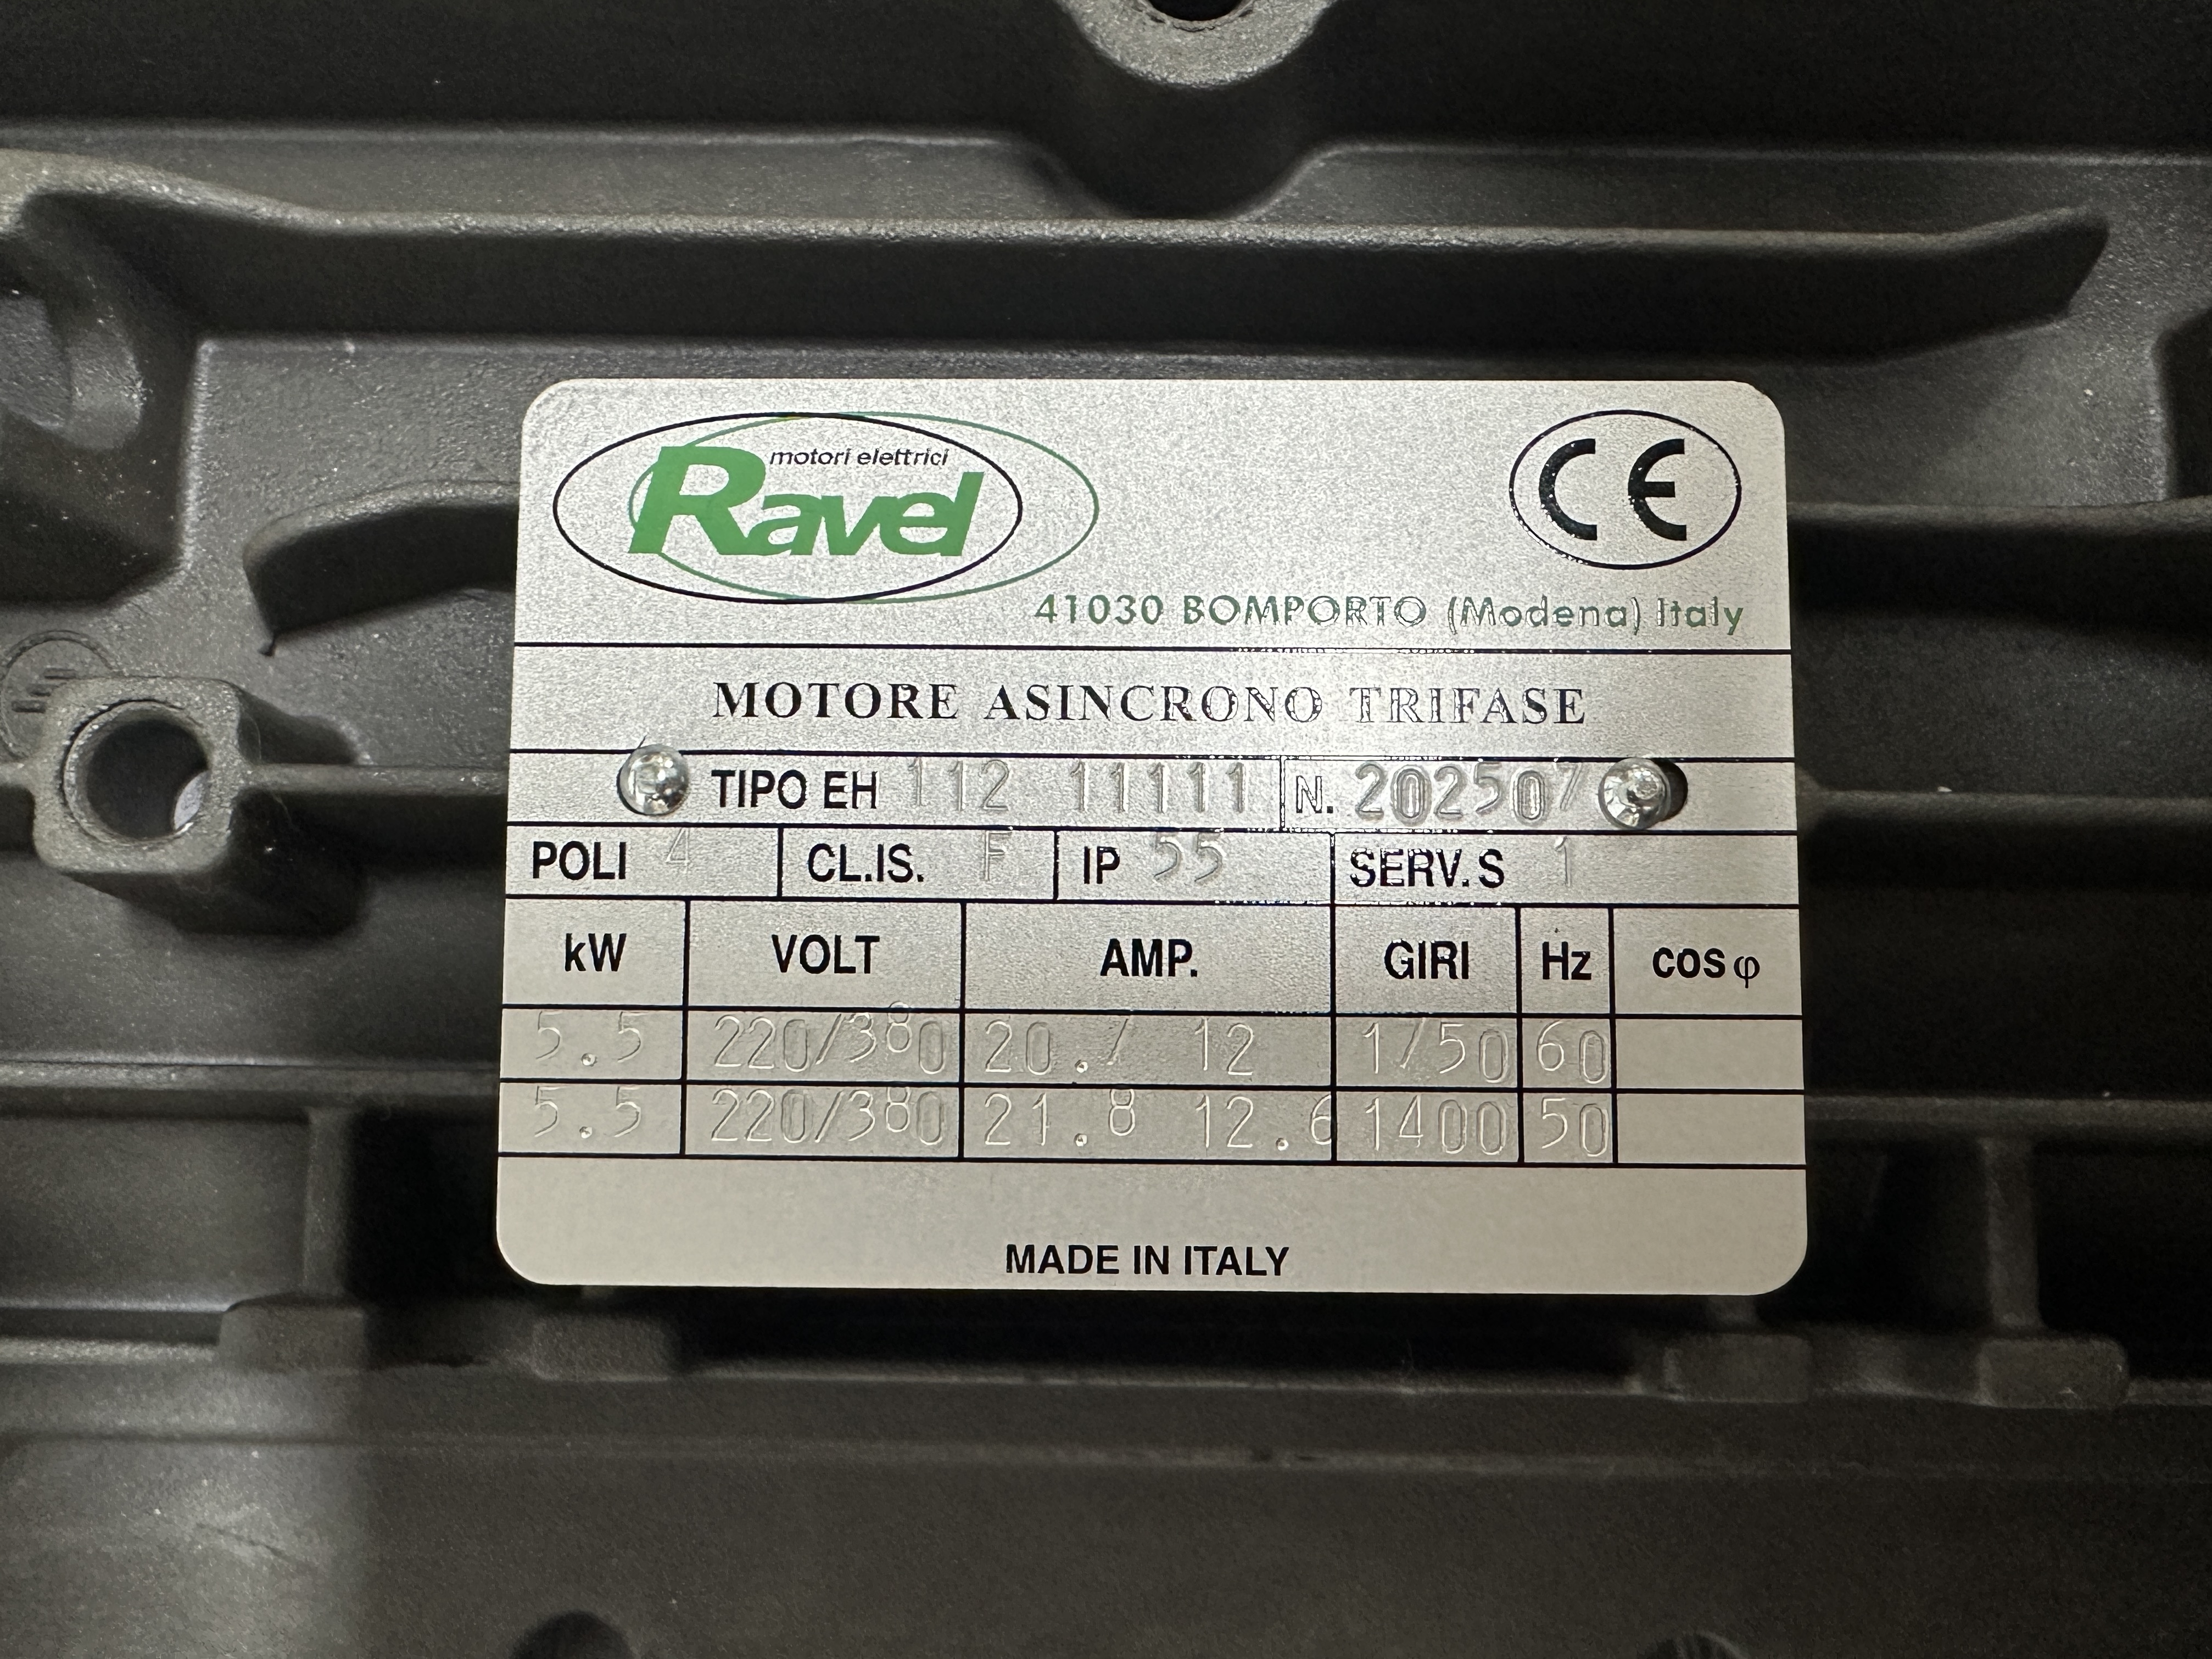 motori elettrici
Ravel
CE
41030 BOMPORTO (Modena) Italy
MOTORE ASINCRONO TRIFASE
TIPO EH 112 11111 N. 202507
POLI 4 CL.IS. F IP 55 SERV. S 1
kW VOLT AMP. GIRI Hz cos φ
5.5 220/380 20.7 12 1750 60
5.5 220/380 21.8 12.6 1400 50
MADE IN ITALY